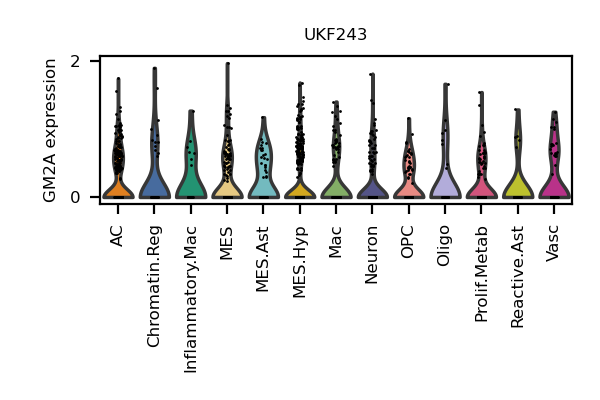 UKF243
GM2A expression
2
0
AC
Chromatin.Reg
Inflammatory.Mac
MES
MES.Ast
MES.Hyp
Mac
Neuron
OPC
Oligo
Prolif.Metab
Reactive.Ast
Vasc